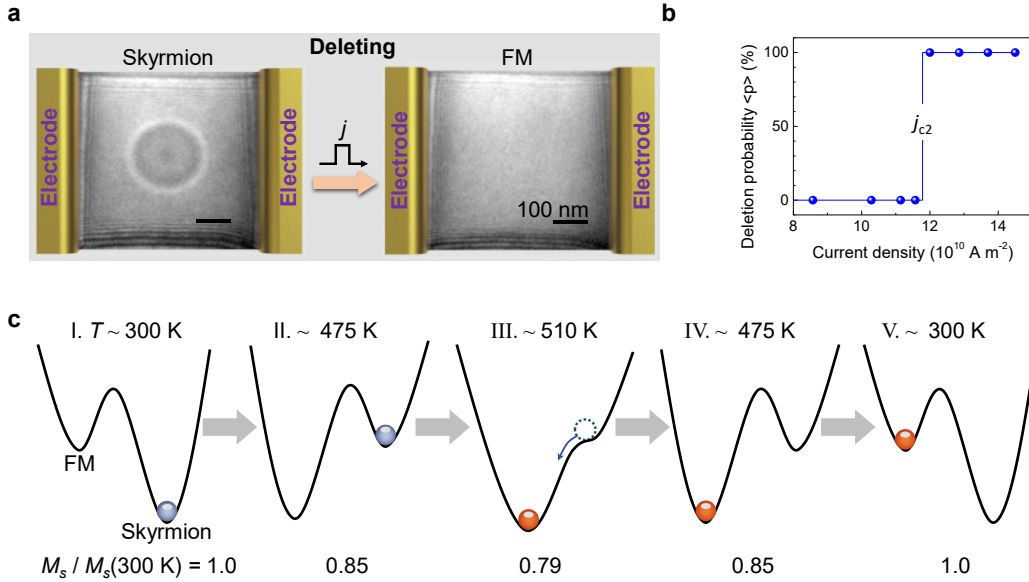 a
Deleting
Skyrmion
FM
Electrode
Electrode
j
Electrode
Electrode
100 nm
b
Deletion probability <p> (%)
100
50
0
j_c2
8 10 12 14
Current density (10^10 A m^-2)
c
I. T ~ 300 K
II. ~ 475 K
III. ~ 510 K
IV. ~ 475 K
V. ~ 300 K
FM
Skyrmion
M_s / M_s(300 K) = 1.0 0.85 0.79 0.85 1.0